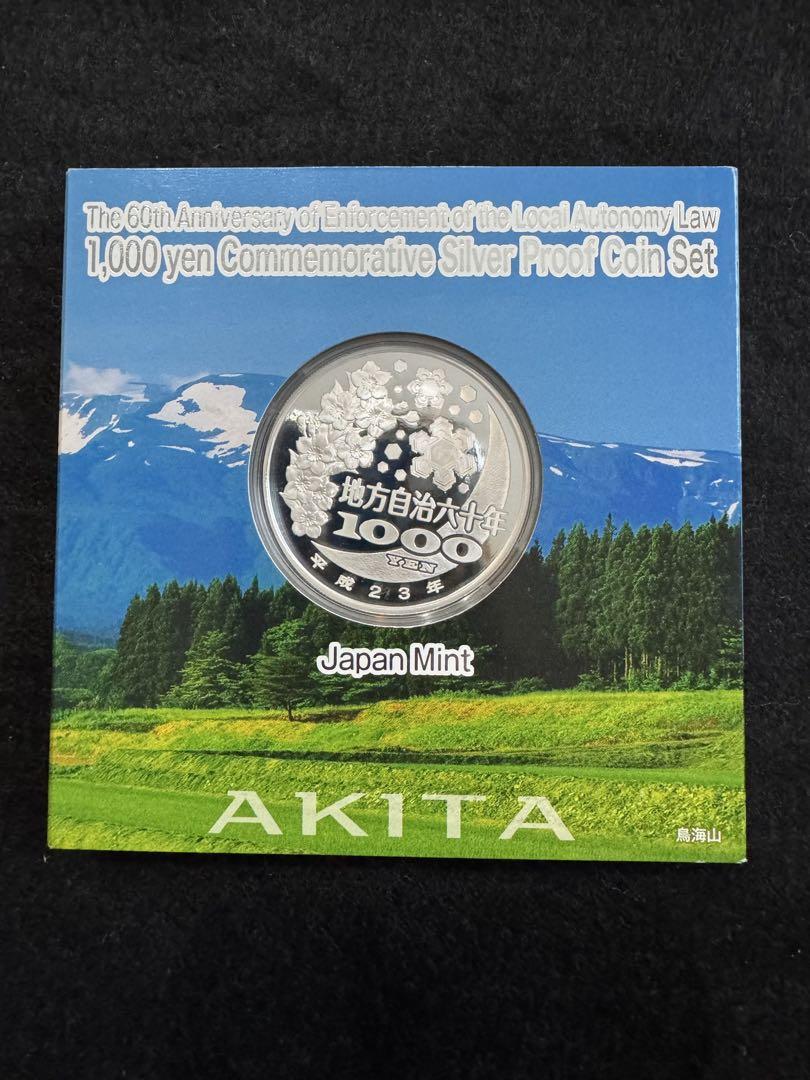 The 60th Anniversary of Enforcement of the Local Autonomy Law
1,000 yen Commemorative Silver Proof Coin Set
地方自治六十年
1000
YEN
平成23年
Japan Mint
AKITA
鳥海山